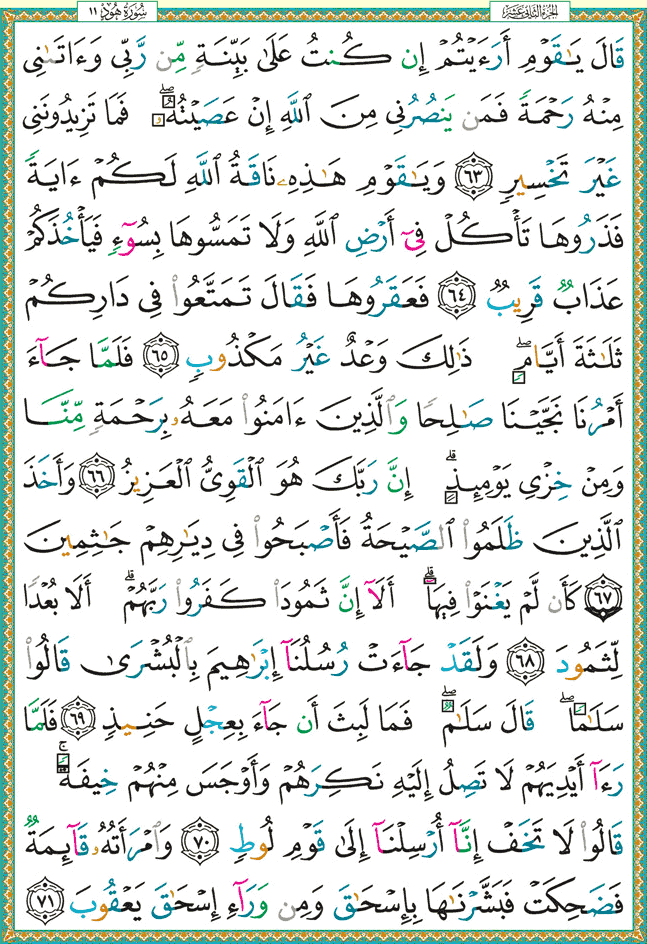 الجزء الثاني عشر
سورة هود ١١
قَالَ يَـٰقَوْمِ أَرَءَيْتُمْ إِن كُنتُ عَلَىٰ بَيِّنَةٍ مِّن رَّبِّى وَءَاتَىٰنِى
مِنْهُ رَحْمَةً فَمَن يَنصُرُنِى مِنَ ٱللَّهِ إِنْ عَصَيْتُهُۥ ۖ فَمَا تَزِيدُونَنِى
غَيْرَ تَخْسِيرٍ ٦٣ وَيَـٰقَوْمِ هَـٰذِهِۦ نَاقَةُ ٱللَّهِ لَكُمْ ءَايَةً
فَذَرُوهَا تَأْكُلْ فِىٓ أَرْضِ ٱللَّهِ وَلَا تَمَسُّوهَا بِسُوٓءٍ فَيَأْخُذَكُمْ
عَذَابٌ قَرِيبٌ ٦٤ فَعَقَرُوهَا فَقَالَ تَمَتَّعُوا۟ فِى دَارِكُمْ
ثَلَـٰثَةَ أَيَّامٍ ۖ ذَٰلِكَ وَعْدٌ غَيْرُ مَكْذُوبٍ ٦٥ فَلَمَّا جَآءَ
أَمْرُنَا نَجَّيْنَا صَـٰلِحًا وَٱلَّذِينَ ءَامَنُوا۟ مَعَهُۥ بِرَحْمَةٍ مِّنَّا
وَمِنْ خِزْىِ يَوْمِئِذٍ ۗ إِنَّ رَبَّكَ هُوَ ٱلْقَوِىُّ ٱلْعَزِيزُ ٦٦ وَأَخَذَ
ٱلَّذِينَ ظَلَمُوا۟ ٱلصَّيْحَةُ فَأَصْبَحُوا۟ فِى دِيَـٰرِهِمْ جَـٰثِمِينَ
٦٧ كَأَن لَّمْ يَغْنَوْا۟ فِيهَآ ۗ أَلَآ إِنَّ ثَمُودَا۟ كَفَرُوا۟ رَبَّهُمْ ۗ أَلَا بُعْدًا
لِّثَمُودَ ٦٨ وَلَقَدْ جَآءَتْ رُسُلُنَآ إِبْرَٰهِيمَ بِٱلْبُشْرَىٰ قَالُوا۟
سَلَـٰمًا ۖ قَالَ سَلَـٰمٌ ۖ فَمَا لَبِثَ أَن جَآءَ بِعِجْلٍ حَنِيذٍ ٦٩ فَلَمَّا
رَءَآ أَيْدِيَهُمْ لَا تَصِلُ إِلَيْهِ نَكِرَهُمْ وَأَوْجَسَ مِنْهُمْ خِيفَةً ۚ
قَالُوا۟ لَا تَخَفْ إِنَّآ أُرْسِلْنَآ إِلَىٰ قَوْمِ لُوطٍ ٧٠ وَٱمْرَأَتُهُۥ قَآئِمَةٌ
فَضَحِكَتْ فَبَشَّرْنَـٰهَا بِإِسْحَـٰقَ وَمِن وَرَآءِ إِسْحَـٰقَ يَعْقُوبَ ٧١